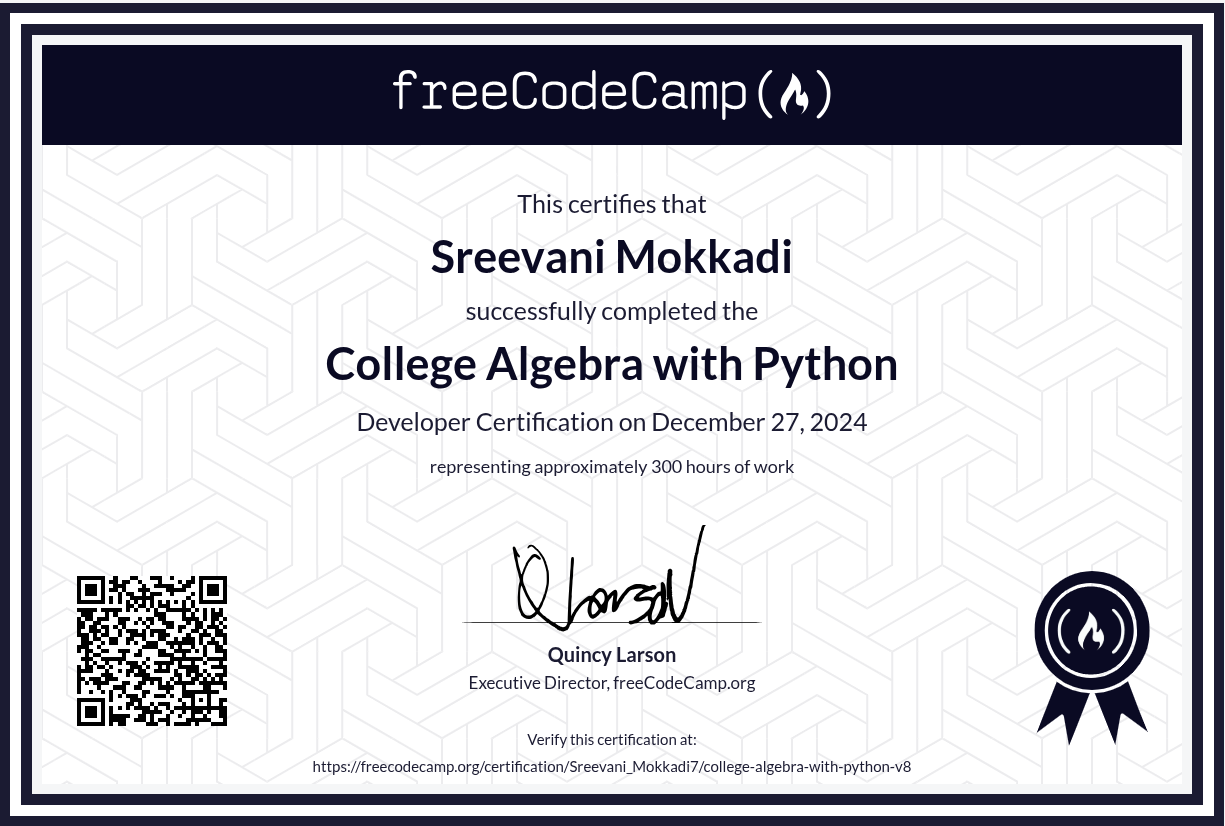 freeCodeCamp
This certifies that
Sreevani Mokkadi
successfully completed the
College Algebra with Python
Developer Certification on December 27, 2024
representing approximately 300 hours of work
Quincy Larson
Executive Director, freeCodeCamp.org
Verify this certification at:
https://freecodecamp.org/certification/Sreevani_Mokkadi7/college-algebra-with-python-v8